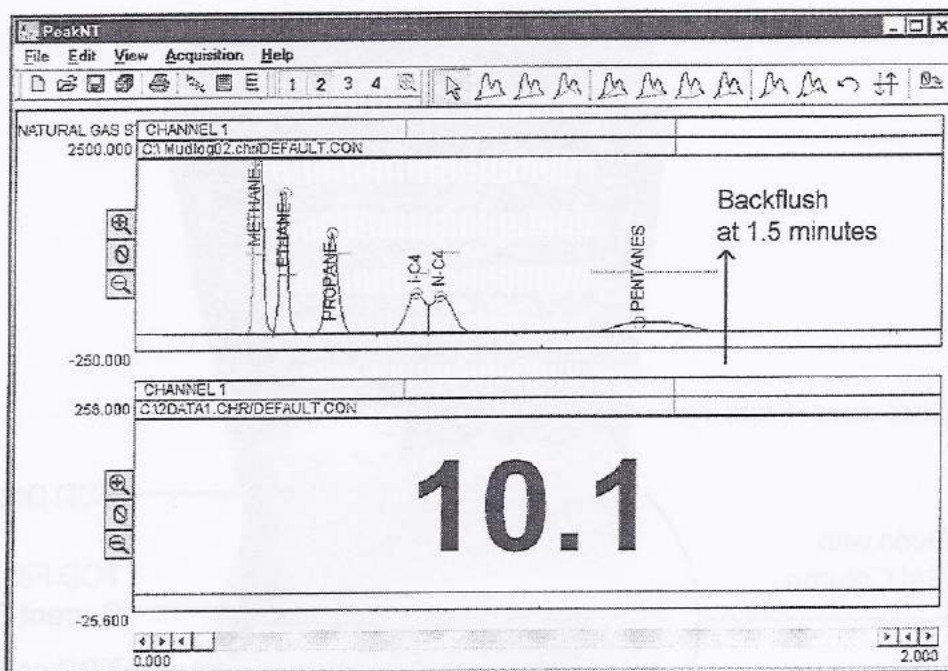 PeakNT
File Edit View Acquisition Help
1 2 3 4
NATURAL GAS S
CHANNEL 1
2500.000
C:\Mudlog02.chr/DEFAULT.CON
METHANE
ETHANE
PROPANE
I-C4
N-C4
PENTANES
Backflush
at 1.5 minutes
-250.000
CHANNEL 1
256.000
C:\2DATA1.CHR/DEFAULT.CON
10.1
-25.600
0.000
2.000